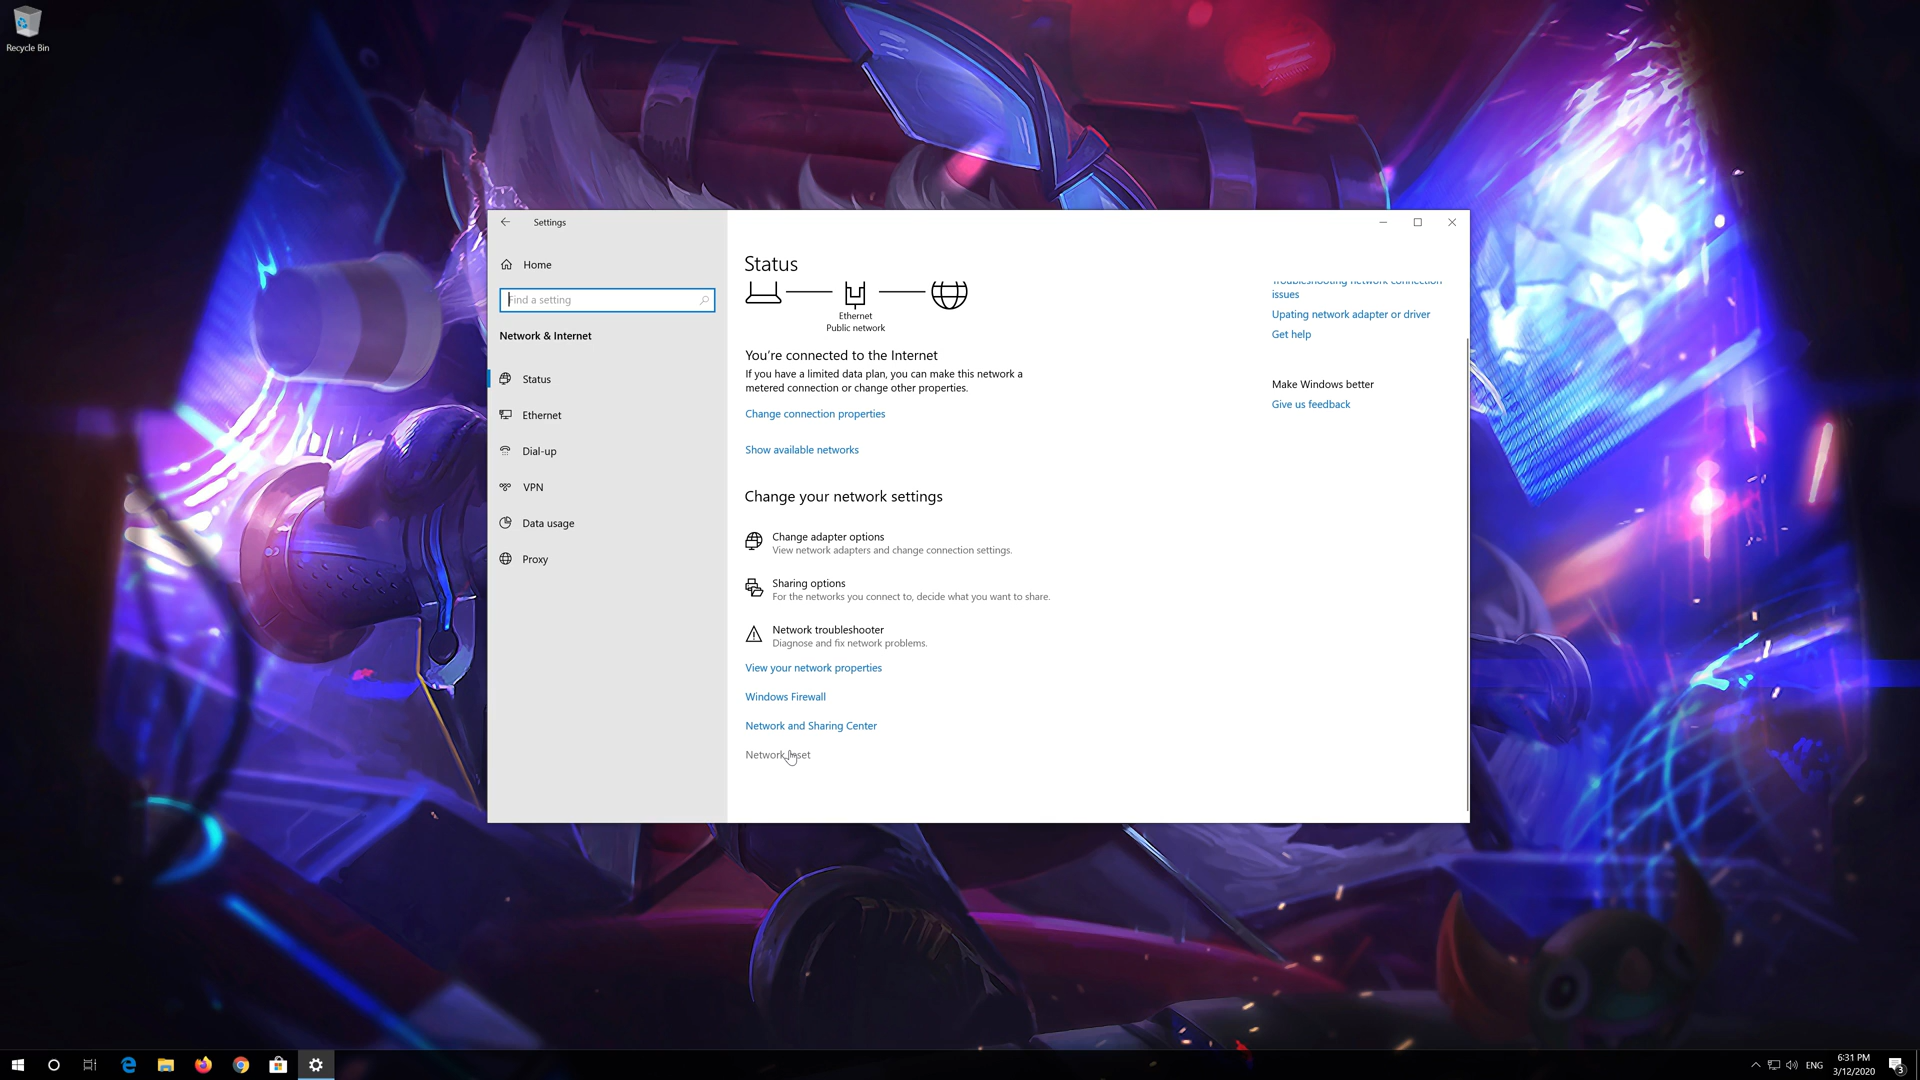 Recycle Bin
Settings
Home
Find a setting
Network & Internet
Status
Ethernet
Dial-up
VPN
Data usage
Proxy
Status
Ethernet
Public network
You're connected to the Internet
If you have a limited data plan, you can make this network a
metered connection or change other properties.
Change connection properties
Show available networks
Change your network settings
Change adapter options
View network adapters and change connection settings.
Sharing options
For the networks you connect to, decide what you want to share.
Network troubleshooter
Diagnose and fix network problems.
View your network properties
Windows Firewall
Network and Sharing Center
Network reset
Troubleshooting network connection
issues
Upating network adapter or driver
Get help
Make Windows better
Give us feedback
ENG
6:31 PM
3/12/2020
3